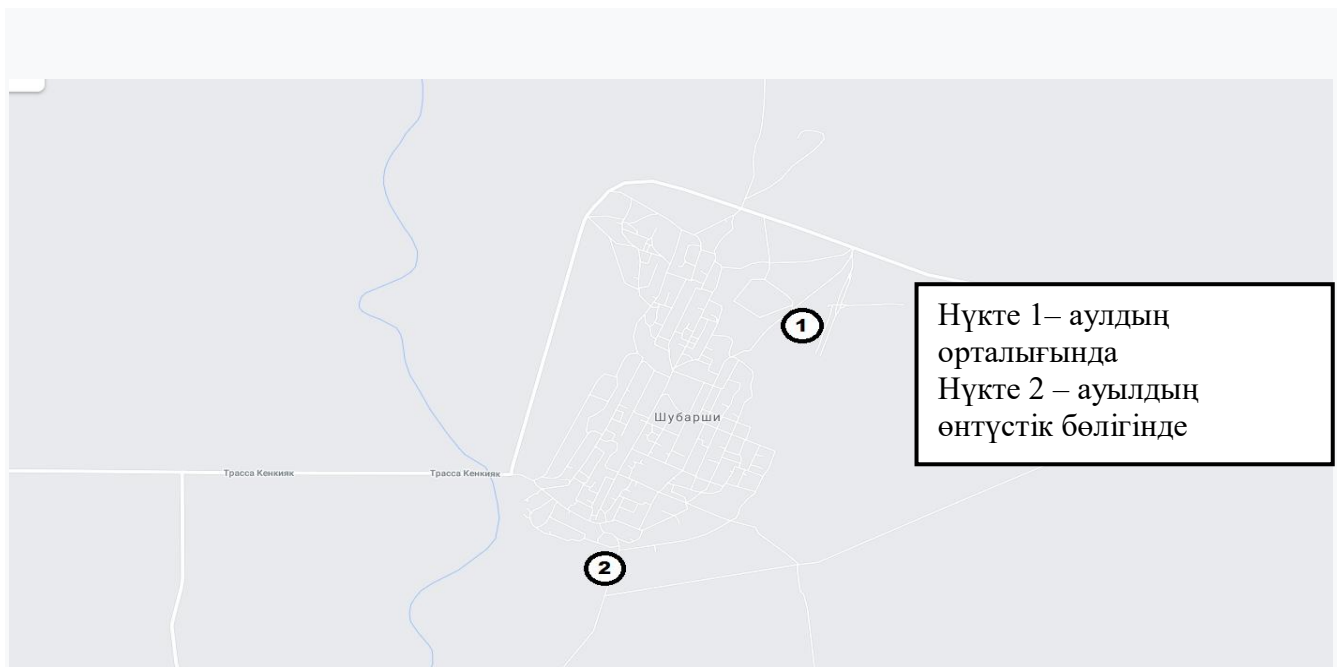 1
Нүкте 1– аулдың
орталығында
Нүкте 2 – ауылдың
өнтүстік бөлігінде
Шубарши
Трасса Кенкияк
Трасса Кенкияк
2